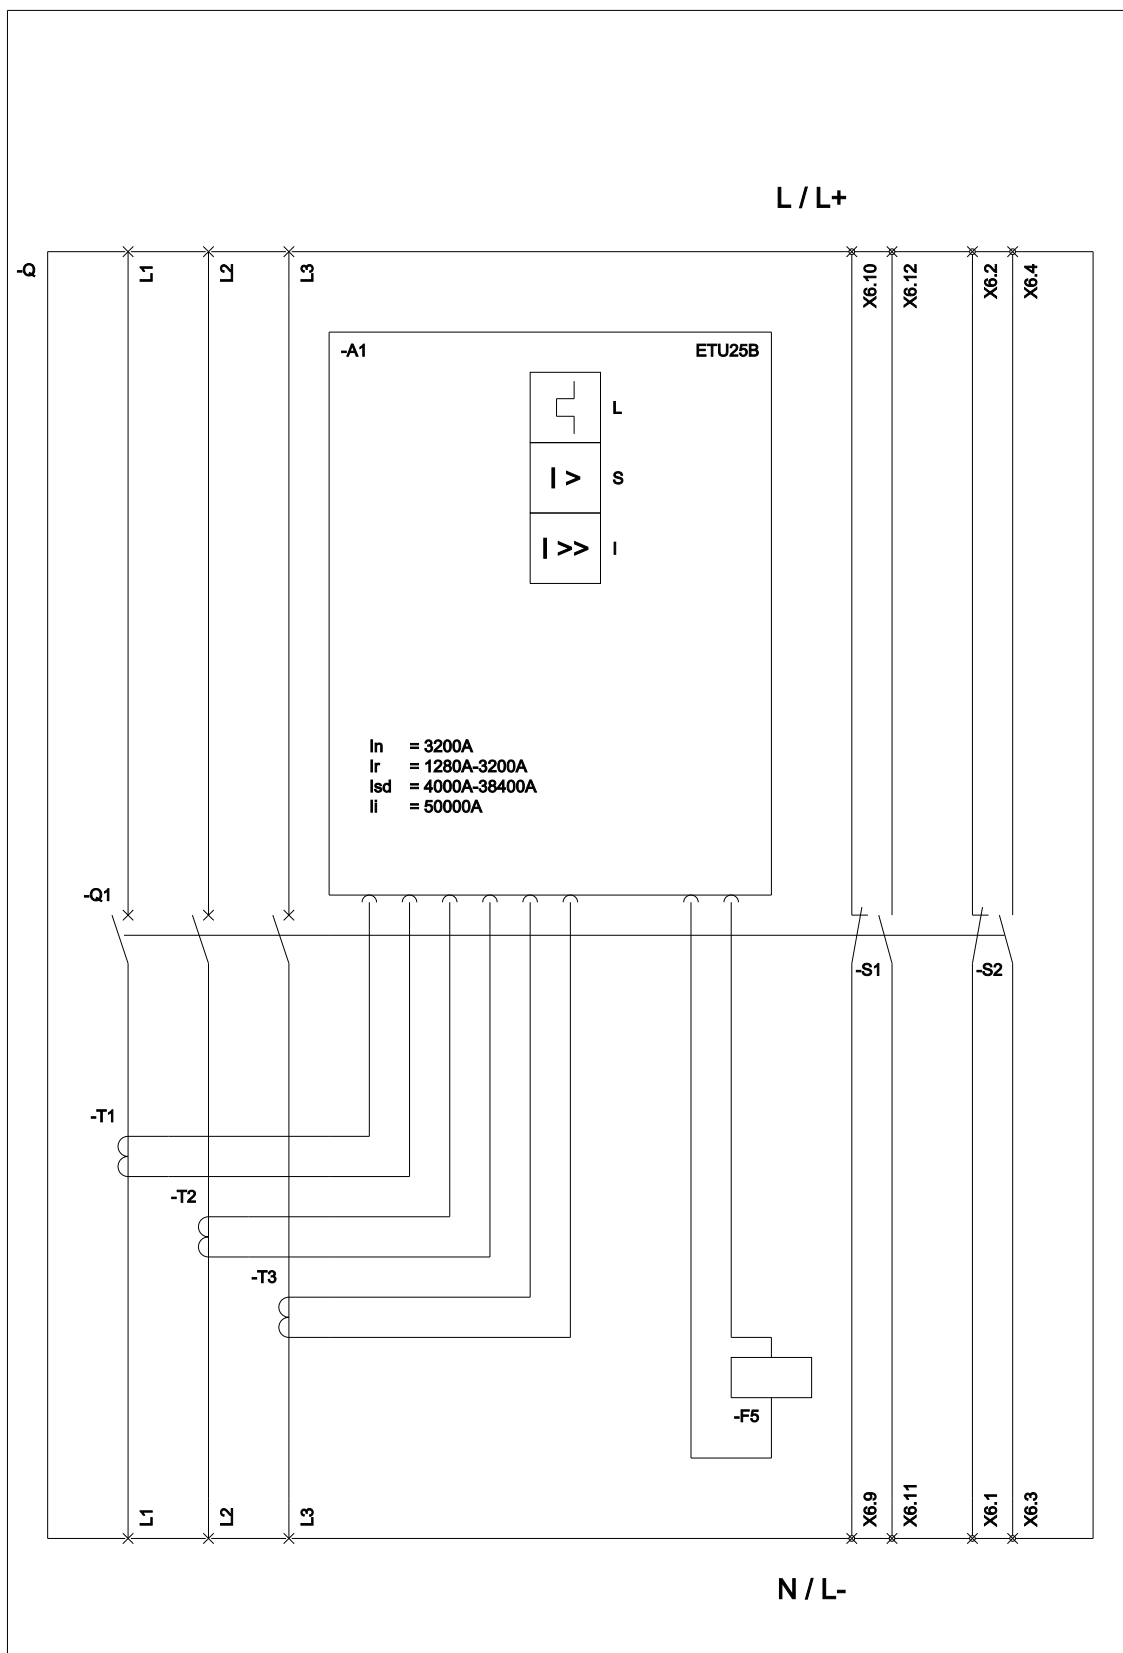 L / L+
-Q
L1
L2
L3
X6.10
X6.12
X6.2
X6.4
-A1 ETU25B
L
I > S
I >> I
In = 3200A
Ir = 1280A-3200A
Isd = 4000A-38400A
Ii = 50000A
-Q1
-S1
-S2
-T1
-T2
-T3
-F5
L1
L2
L3
X6.9
X6.11
X6.1
X6.3
N / L-